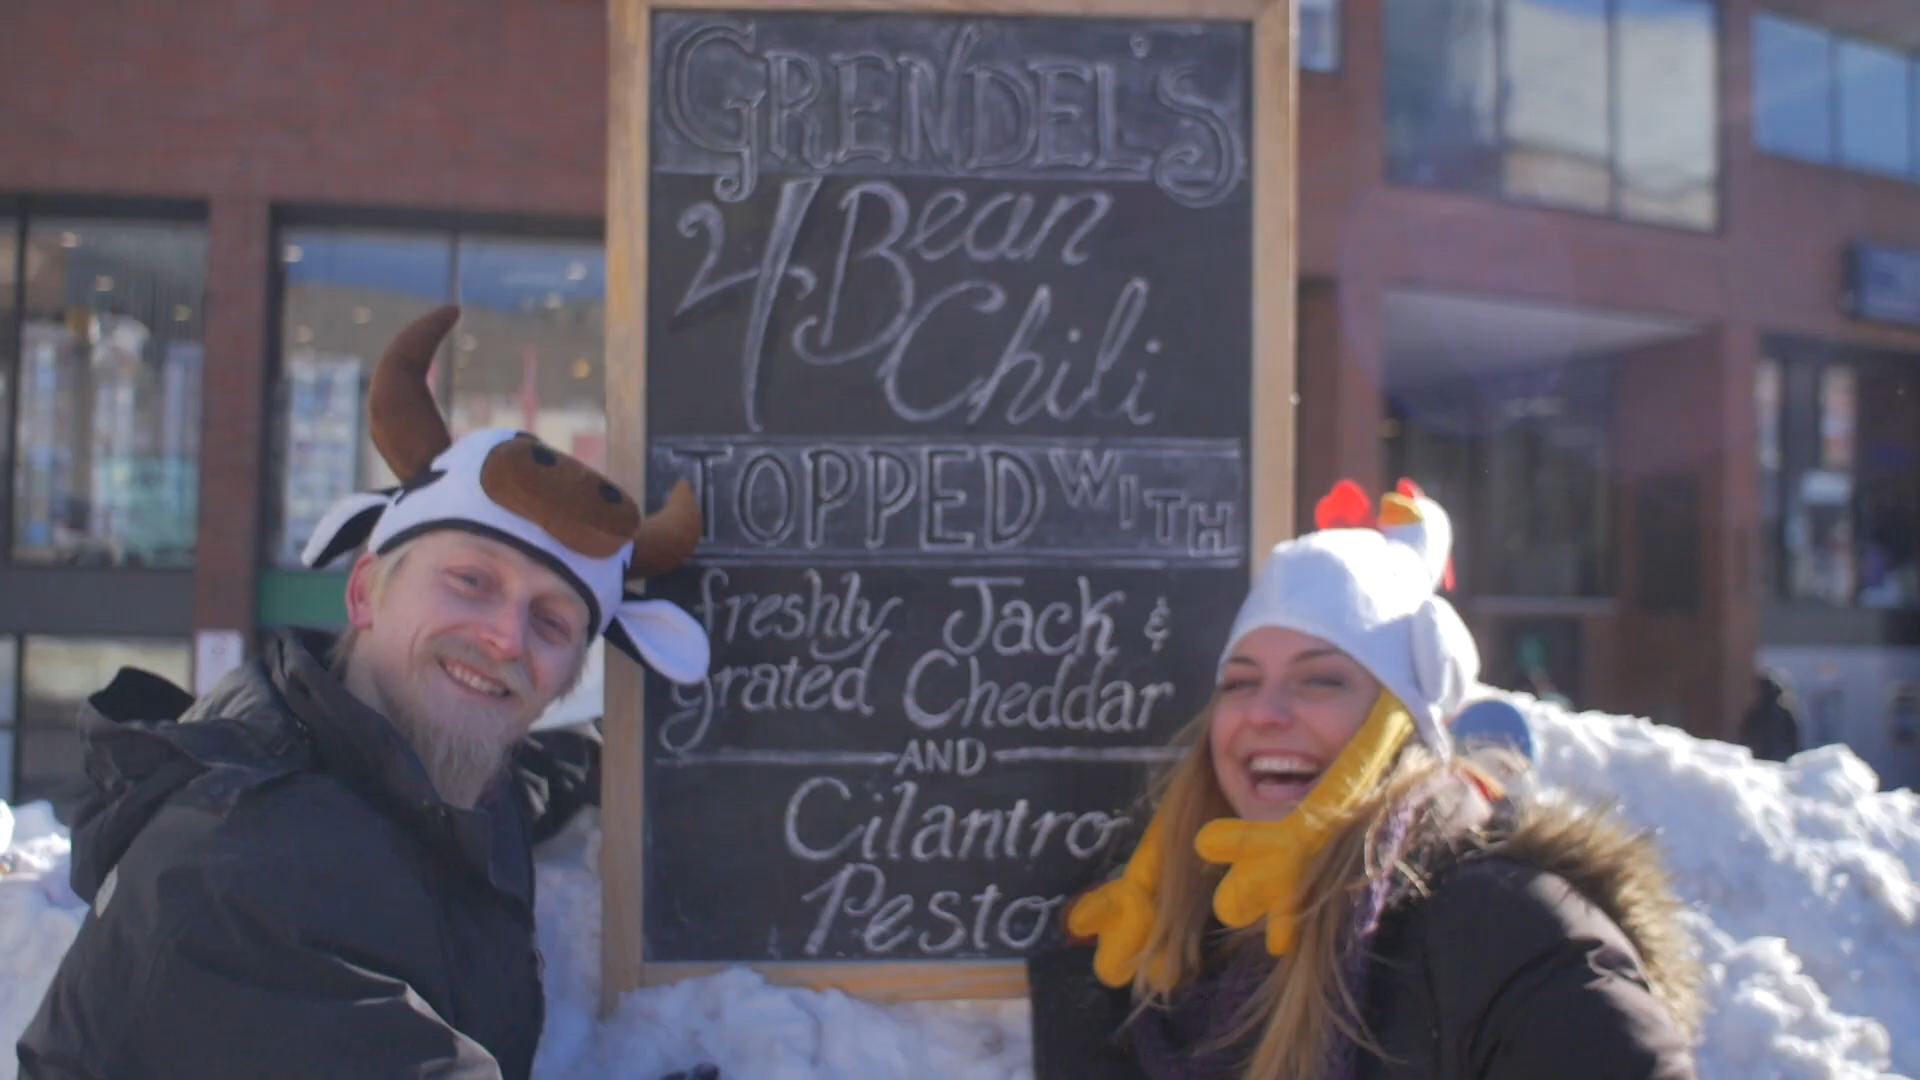 GRENDEL'S
4 Bean
Chili
TOPPED WITH
freshly Jack &
grated Cheddar
AND
Cilantro
Pesto